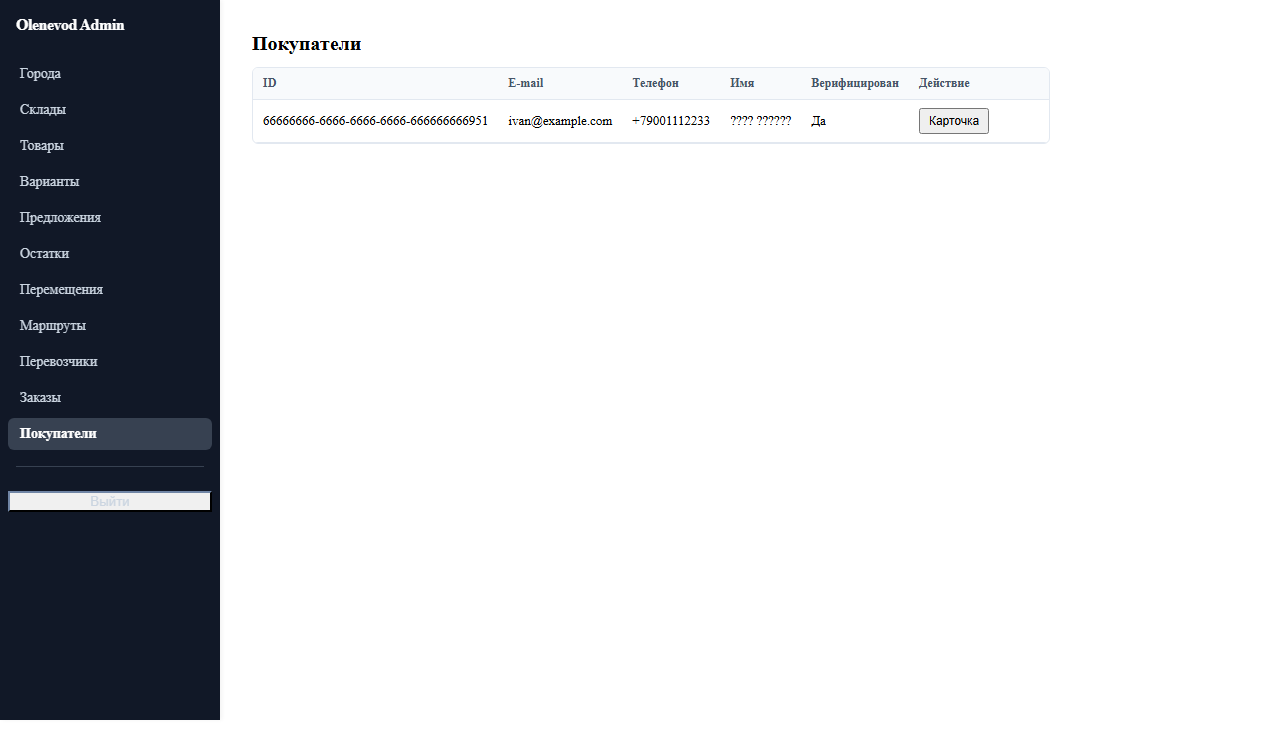 Olenevod Admin
Города
Склады
Товары
Варианты
Предложения
Остатки
Перемещения
Маршруты
Перевозчики
Заказы
Покупатели
Выйти
Покупатели
ID E-mail Телефон Имя Верифицирован Действие
66666666-6666-6666-6666-666666666951 ivan@example.com +79001112233 ???? ?????? Да Карточка